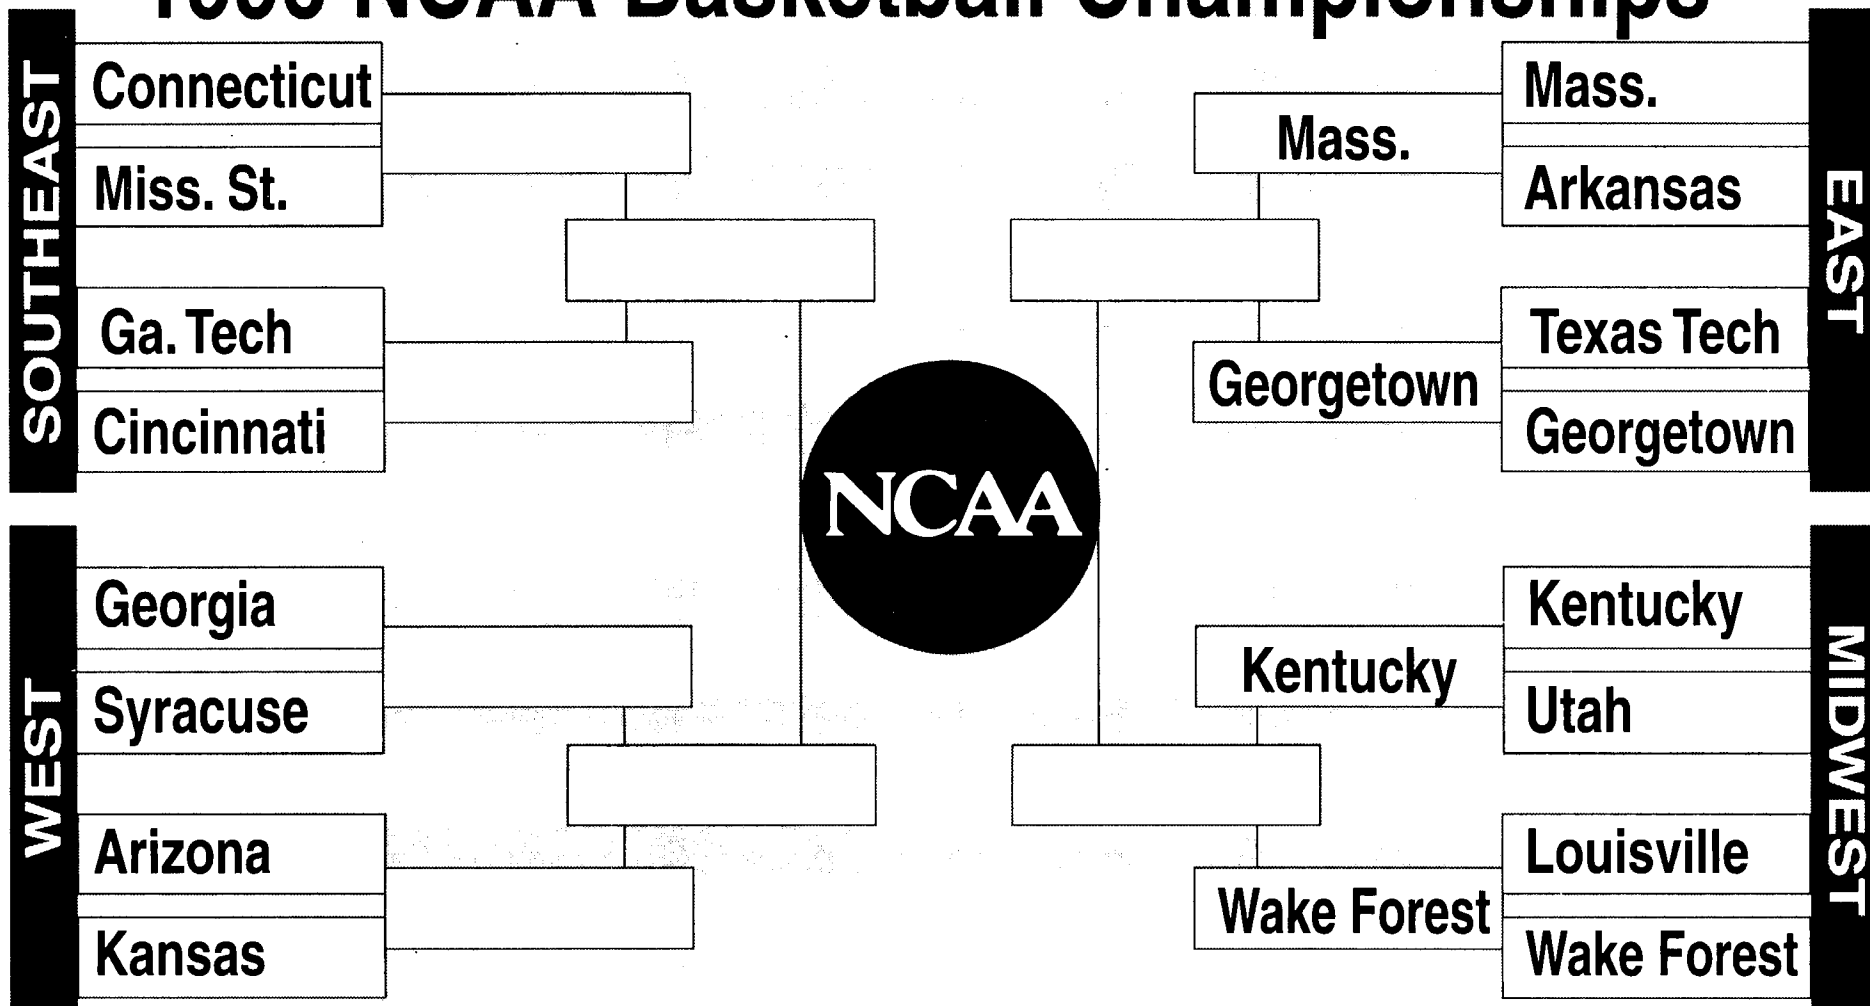 NCAA Basketball Championships
SOUTHEAST
Connecticut
Miss. St.
Ga. Tech
Cincinnati
WEST
Georgia
Syracuse
Arizona
Kansas
NCAA
Mass.
Georgetown
Kentucky
Wake Forest
EAST
Mass.
Arkansas
Texas Tech
Georgetown
MIDWEST
Kentucky
Utah
Louisville
Wake Forest